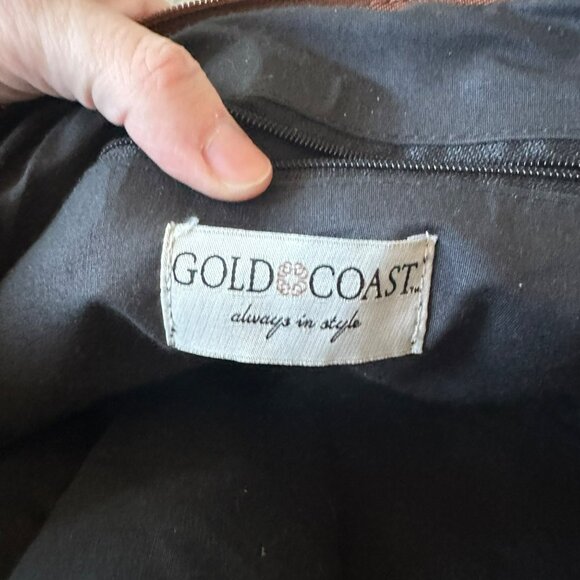 GOLD COAST™
always in style